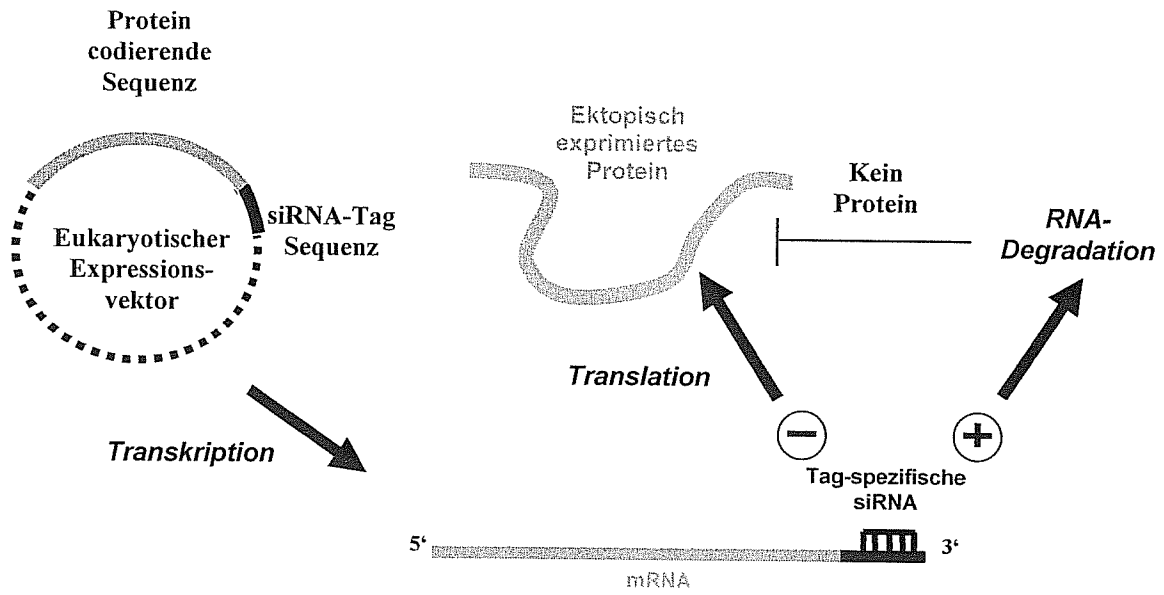 Protein
codierende
Sequenz
siRNA-Tag
Sequenz
Eukaryotischer
Expressions-
vektor
Ektopisch
exprimiertes
Protein
Kein
Protein
RNA-
Degradation
Translation
Transkription
−
+
Tag-spezifische
siRNA
5‘
3‘
mRNA